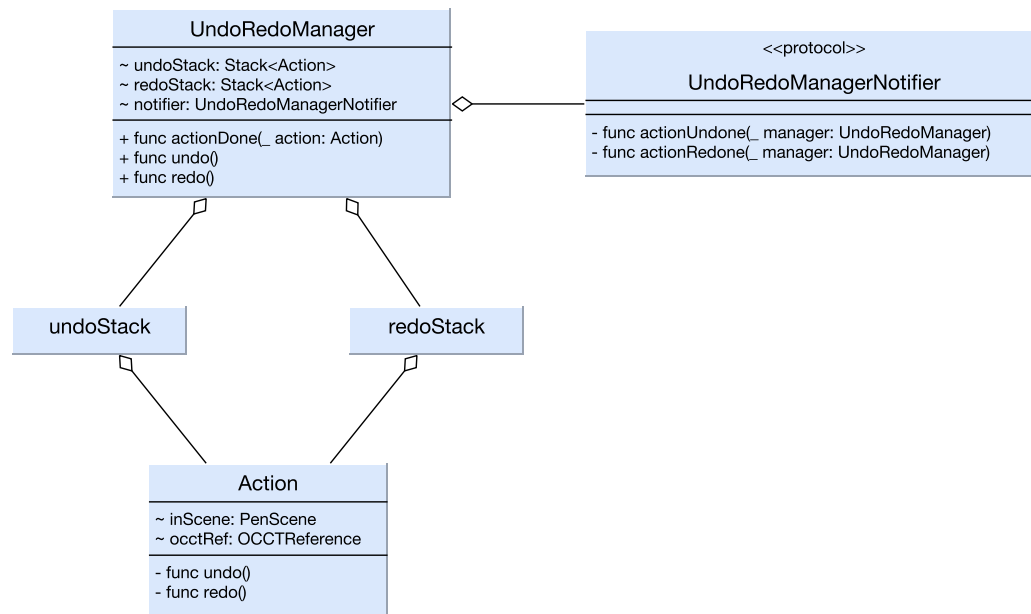 UndoRedoManager
~ undoStack: Stack<Action>
~ redoStack: Stack<Action>
~ notifier: UndoRedoManagerNotifier
+ func actionDone(_ action: Action)
+ func undo()
+ func redo()
<<protocol>>
UndoRedoManagerNotifier
- func actionUndone(_ manager: UndoRedoManager)
- func actionRedone(_ manager: UndoRedoManager)
undoStack
redoStack
Action
~ inScene: PenScene
~ occtRef: OCCTReference
- func undo()
- func redo()